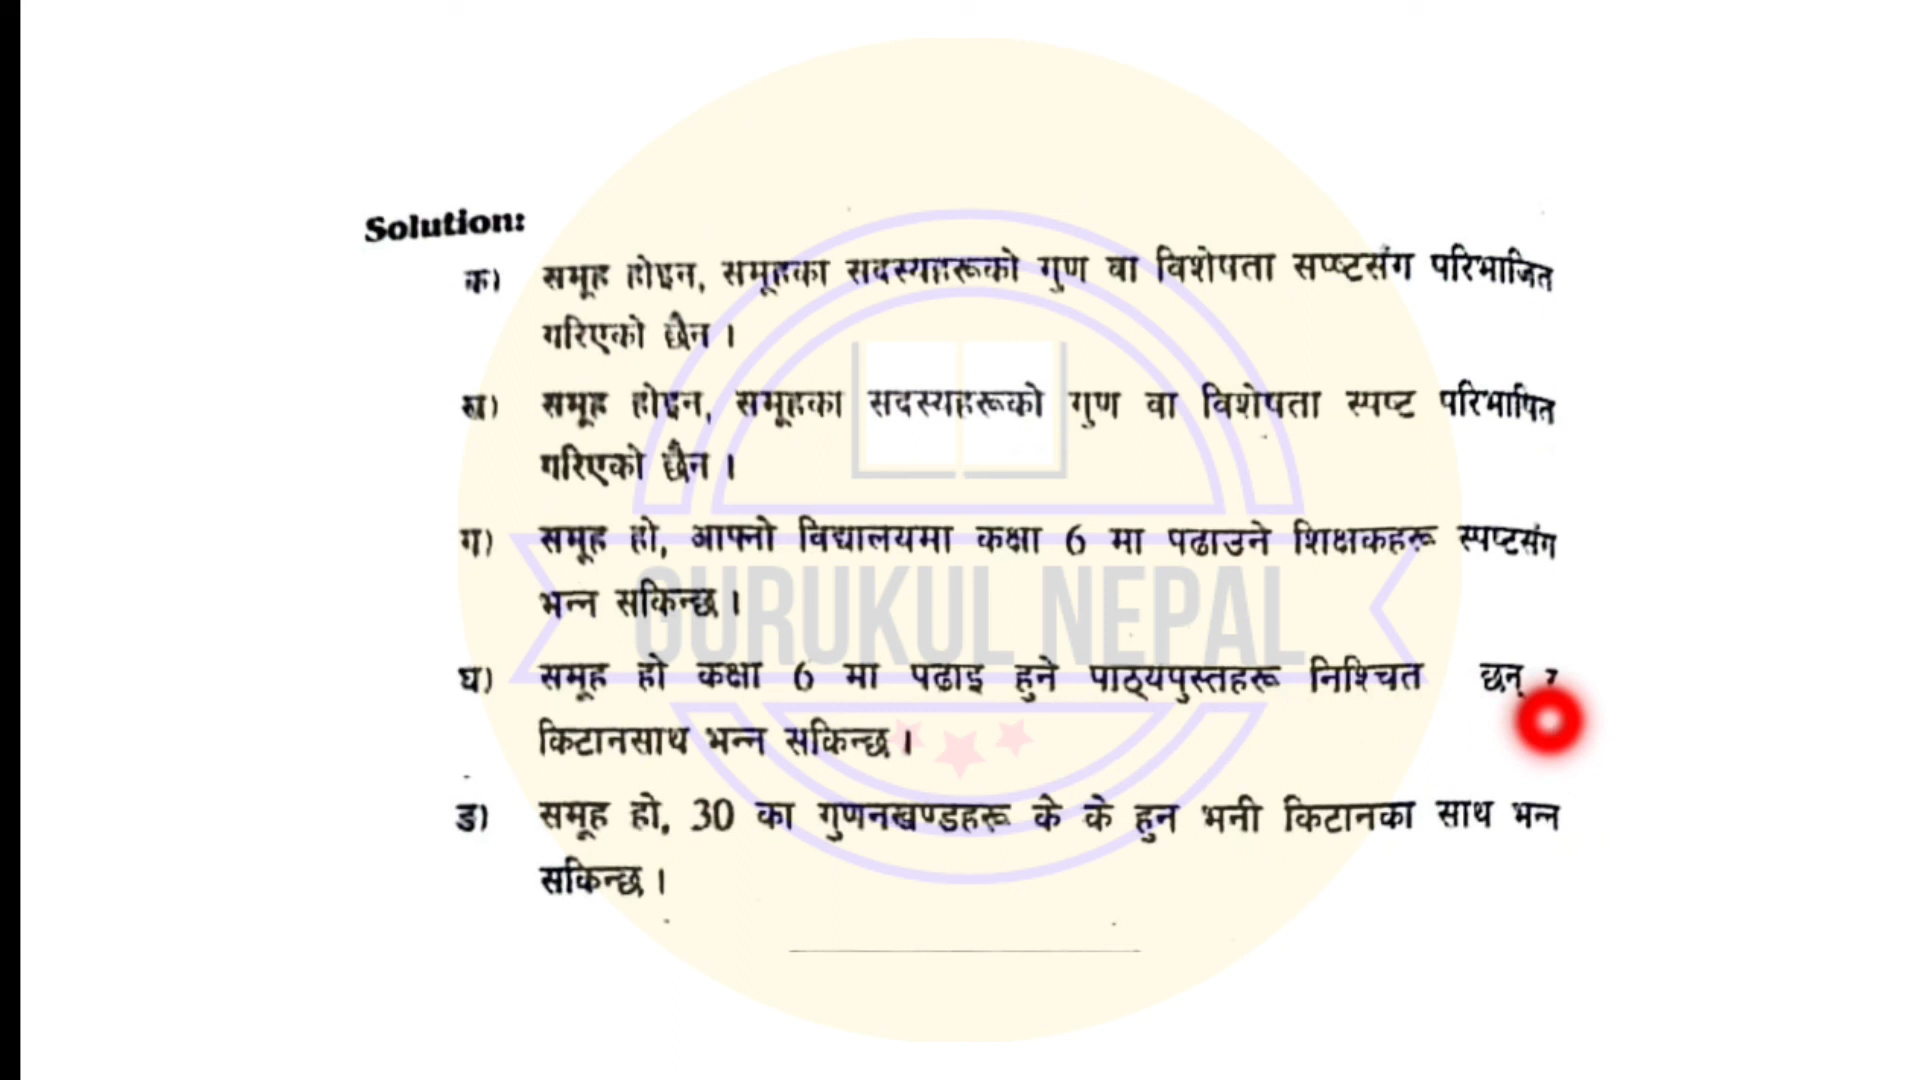 Solution:
क) समूह होइन, समूहका सदस्यहरूको गुण वा विशेषता सष्प्टसंग परिभाजित
गरिएको छैन ।
ख) समूह होइन, समूहका सदस्यहरूको गुण वा विशेषता स्पष्ट परिभाषित
गरिएको छैन ।
ग) समूह हो, आफ्नो विद्यालयमा कक्षा 6 मा पढाउने शिक्षकहरू स्पष्टसंग
भन्न सकिन्छ ।
घ) समूह हो कक्षा 6 मा पढाइ हुने पाठ्यपुस्तहरू निश्चित छन्
किटानसाथ भन्न सकिन्छ ।
ङ) समूह हो, 30 का गुणनखण्डहरू के के हुन भनी किटानका साथ भन्न
सकिन्छ ।
GURUKUL NEPAL